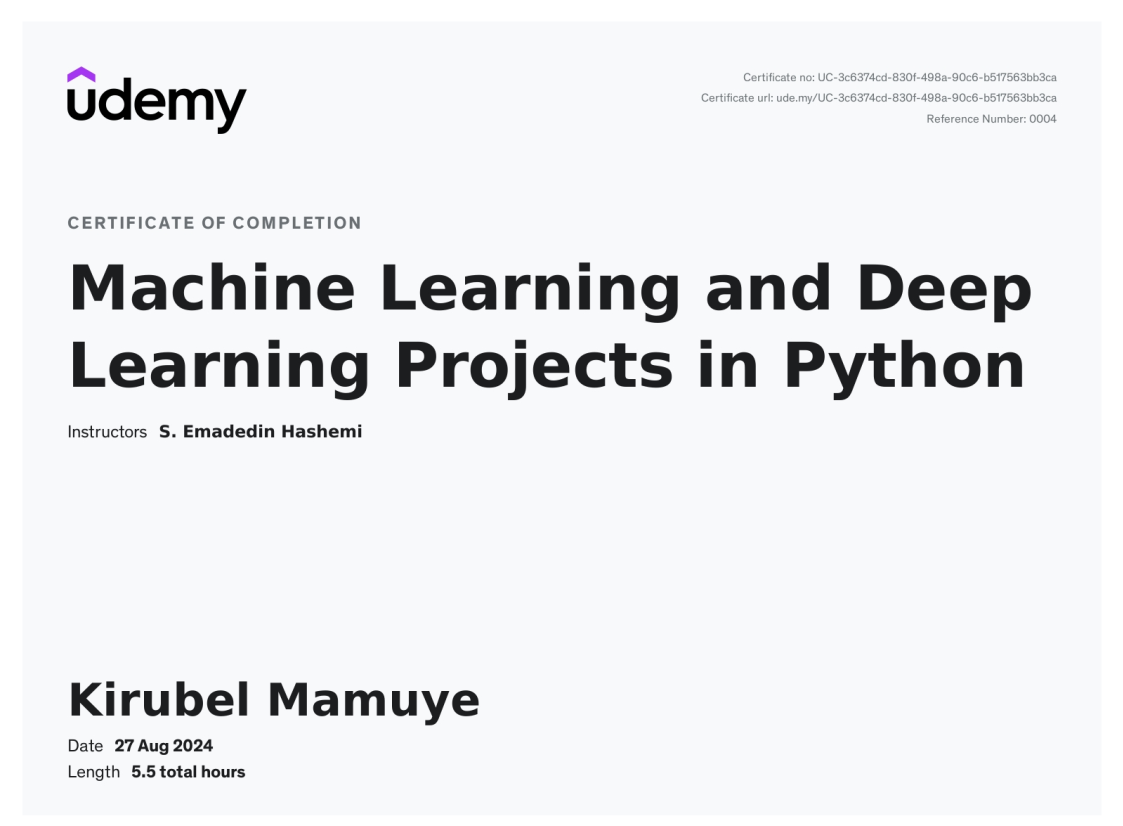 udemy
Certificate no: UC-3c6374cd-830f-498a-90c6-b517563bb3ca
Certificate url: ude.my/UC-3c6374cd-830f-498a-90c6-b517563bb3ca
Reference Number: 0004
CERTIFICATE OF COMPLETION
Machine Learning and Deep
Learning Projects in Python
Instructors S. Emadedin Hashemi
Kirubel Mamuye
Date 27 Aug 2024
Length 5.5 total hours